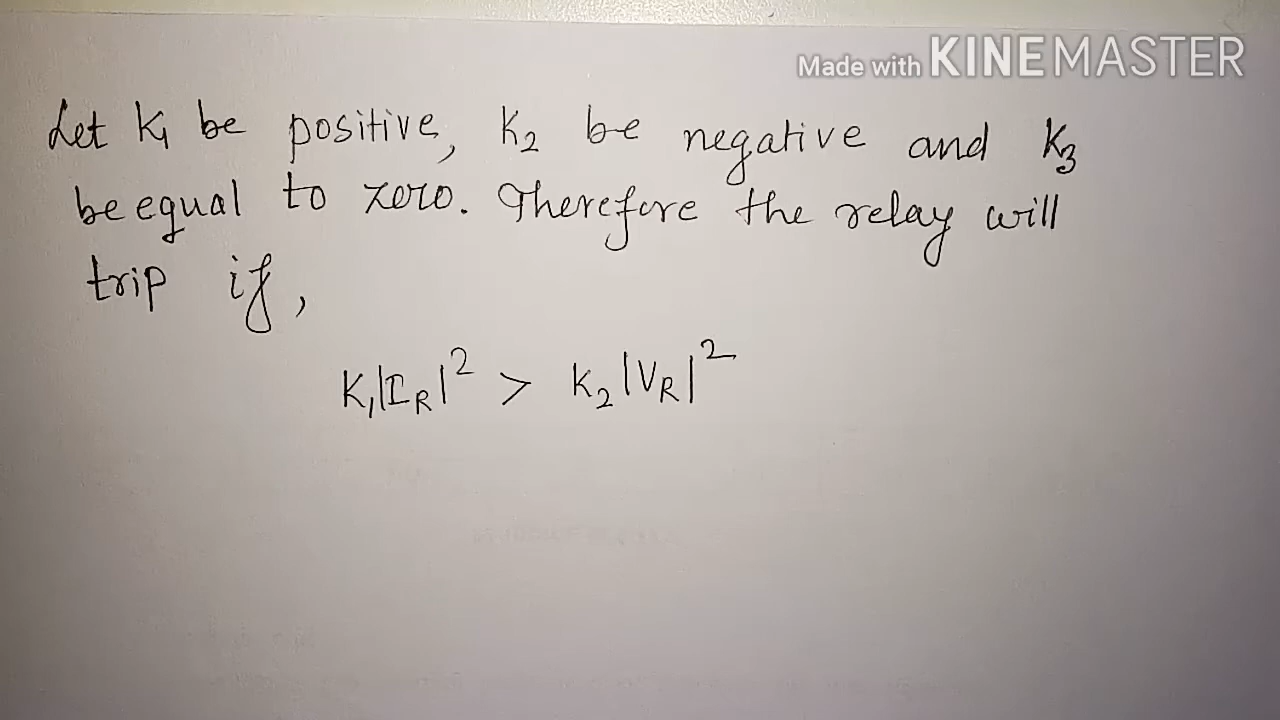 Made with KINEMASTER
Let K1 be positive, K2 be negative and K3
be equal to zero. Therefore the relay will
trip if,
K1|IR|² > K2|VR|²